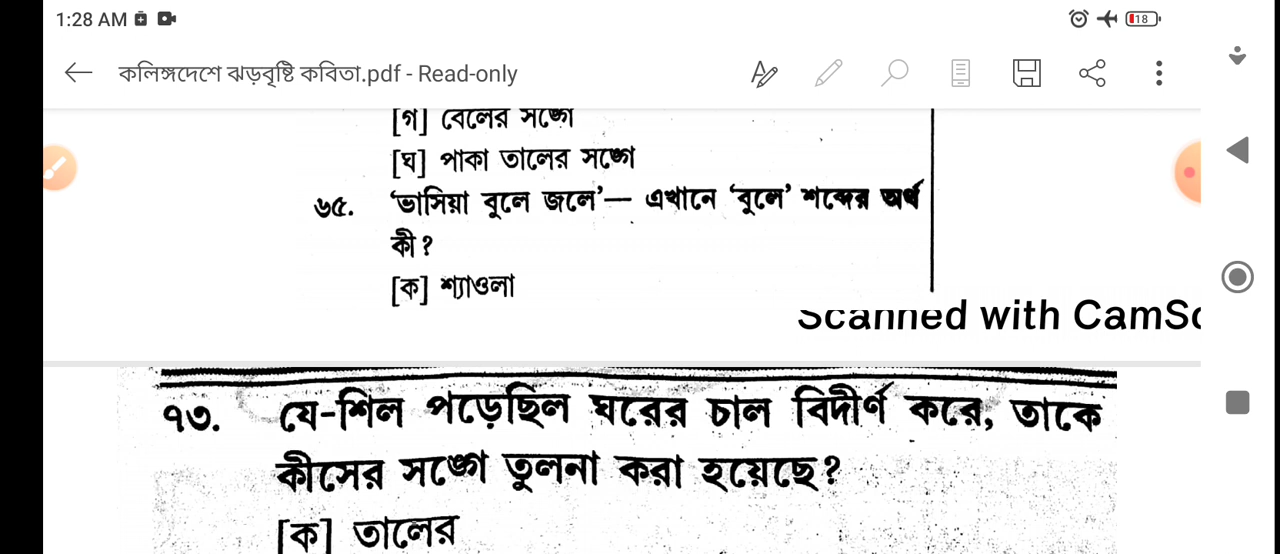 1:28 AM
18
কলিঙ্গদেশে ঝড়বৃষ্টি কবিতা.pdf - Read-only
[গ] বেলের সঙ্গে
[ঘ] পাকা তালের সঙ্গে
৬৫. ‘ভাসিয়া বুলে জলে’— এখানে ‘বুলে’ শব্দের অর্থ
কী?
[ক] শ্যাওলা
Scanned with CamSc
৭৩. যে-শিল পড়েছিল ঘরের চাল বিদীর্ণ করে, তাকে
কীসের সঙ্গে তুলনা করা হয়েছে?
[ক] তালের